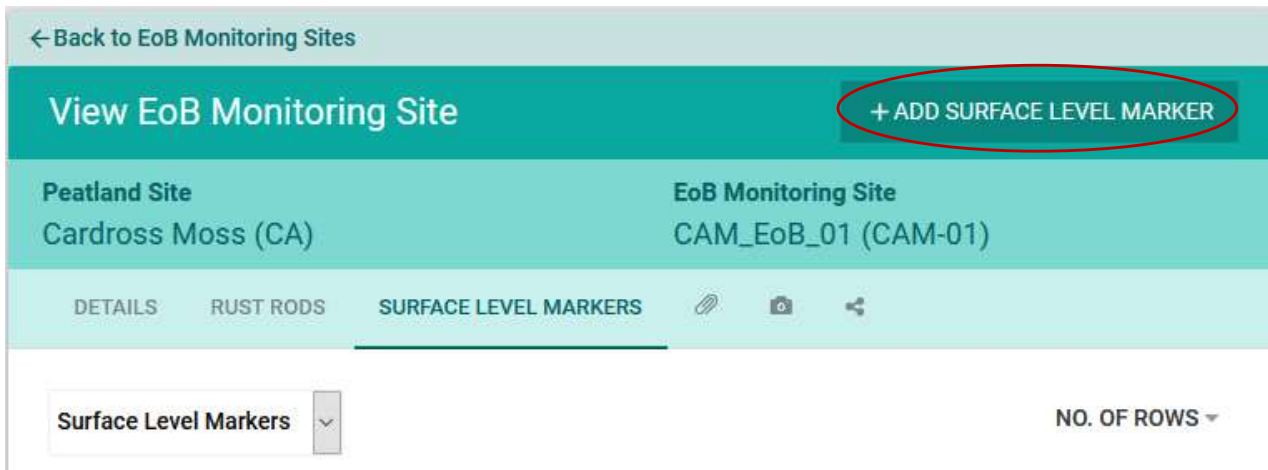 ←Back to EoB Monitoring Sites
View EoB Monitoring Site
+ ADD SURFACE LEVEL MARKER
Peatland Site
EoB Monitoring Site
Cardross Moss (CA)
CAM_EoB_01 (CAM-01)
DETAILS RUST RODS SURFACE LEVEL MARKERS
Surface Level Markers
NO. OF ROWS